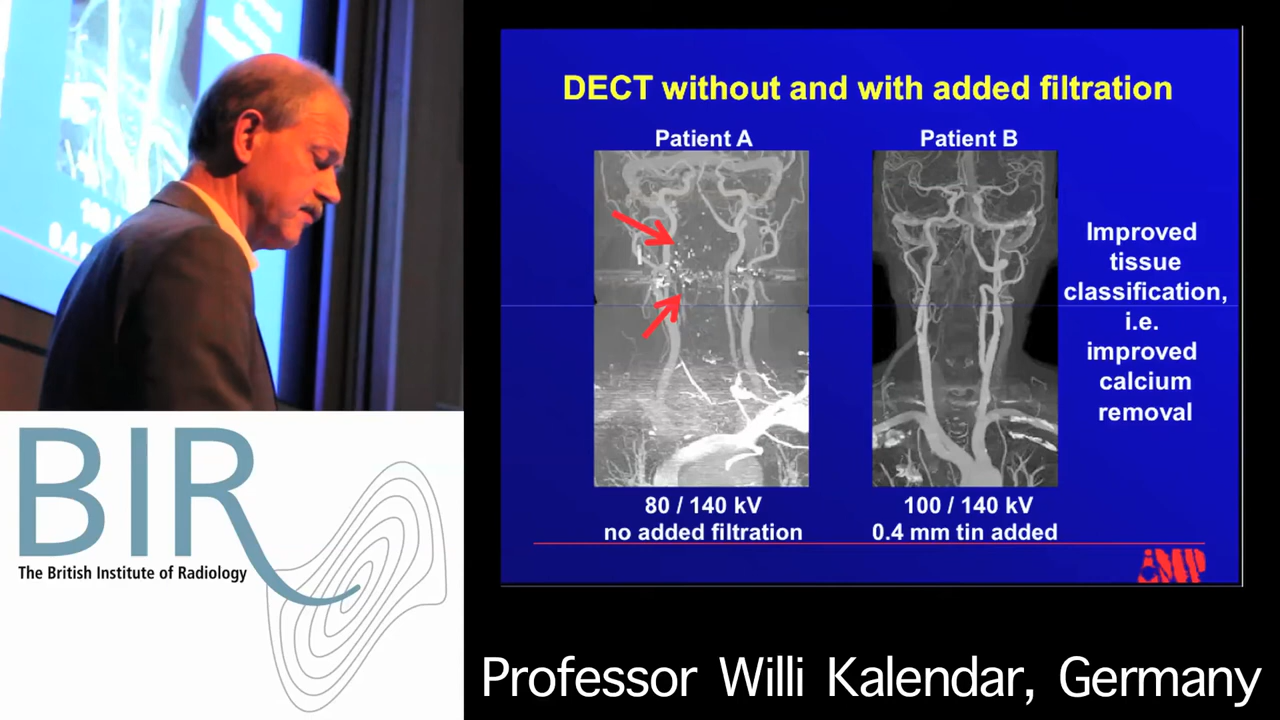 DECT without and with added filtration
Patient A
Patient B
Improved
tissue
classification,
i.e.
improved
calcium
removal
80 / 140 kV
no added filtration
100 / 140 kV
0.4 mm tin added
iMP
BIR
The British Institute of Radiology
Professor Willi Kalendar, Germany